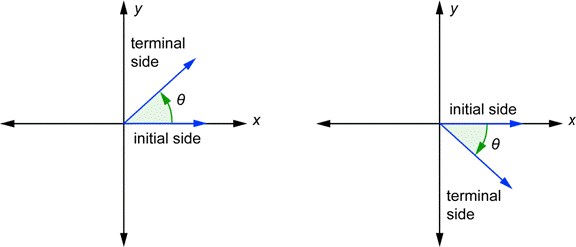 y
terminal
side
θ
x
initial side
y
initial side
x
θ
terminal
side